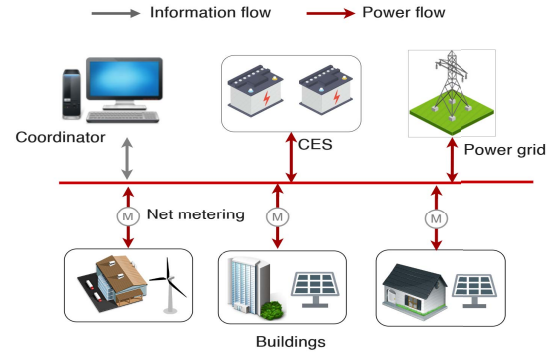 Information flow
Power flow
Coordinator
CES
Power grid
M
Net metering
M
M
Buildings